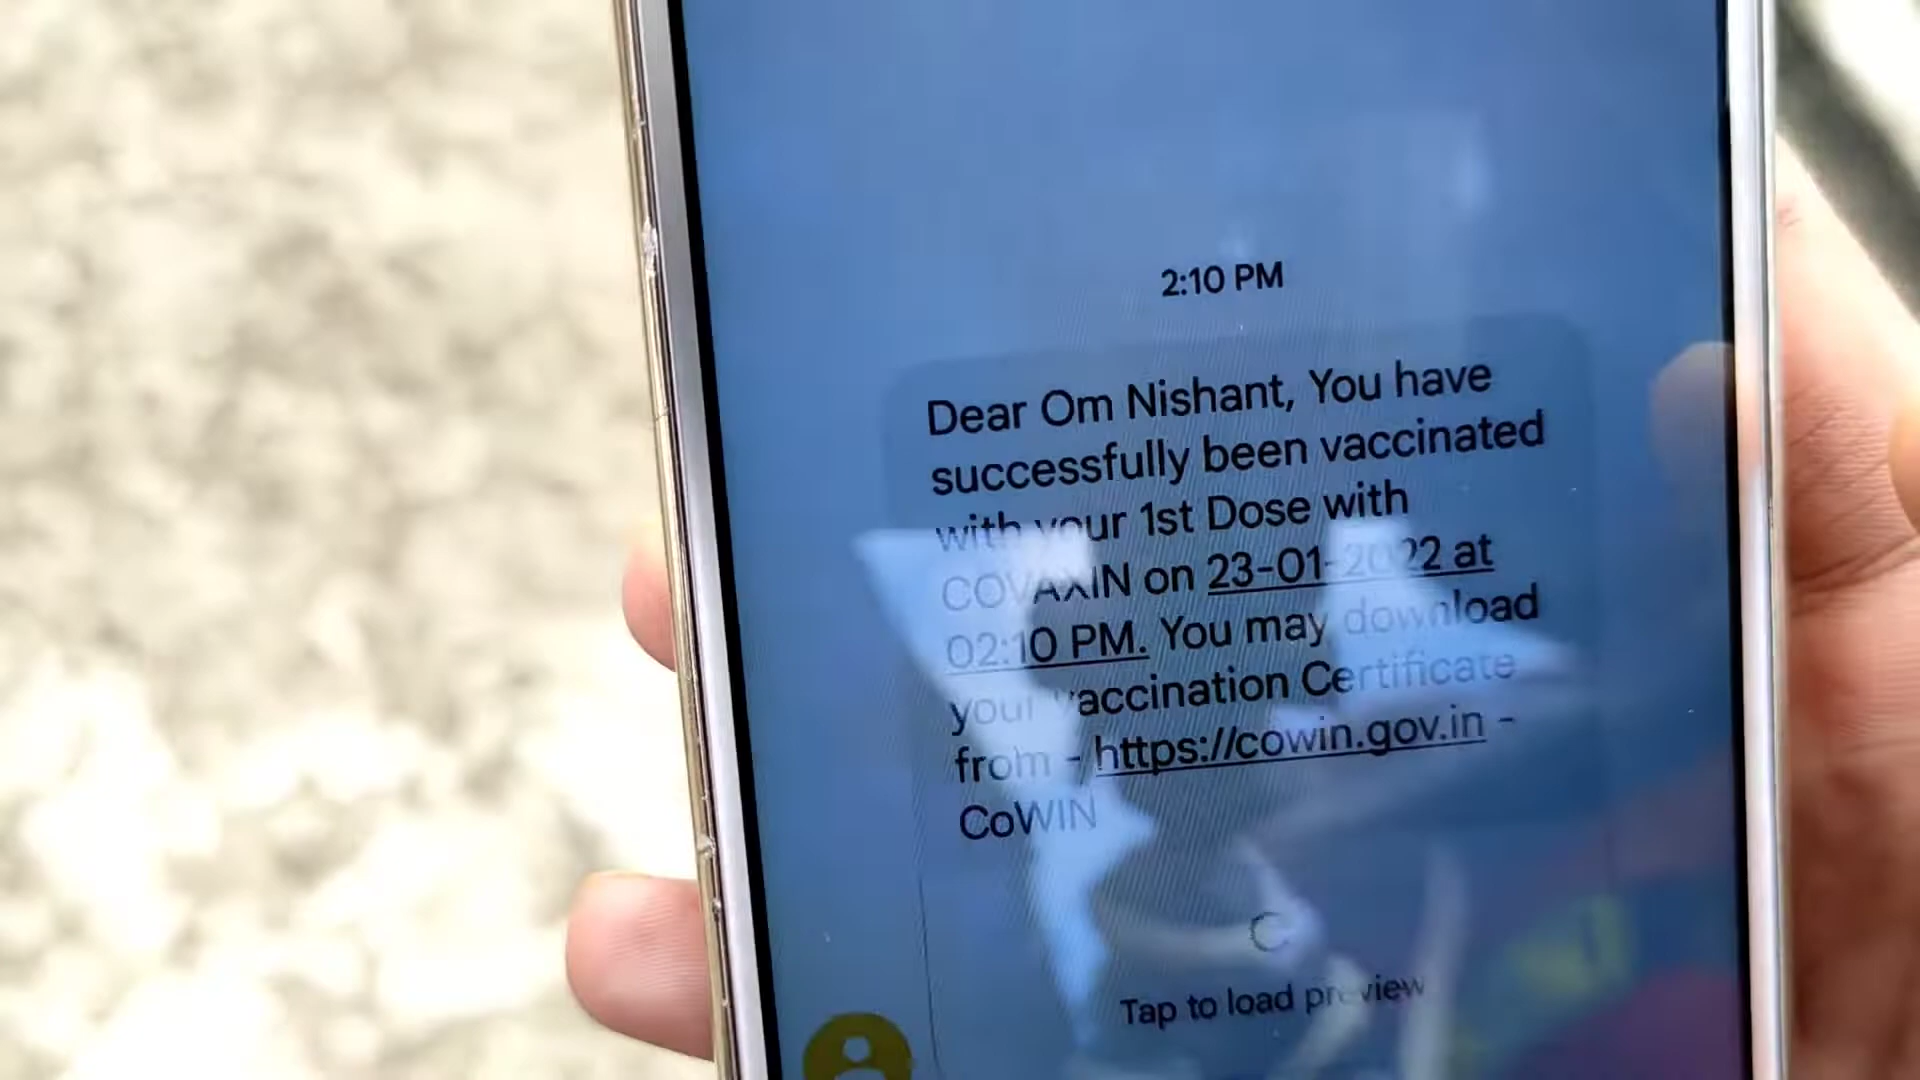 2:10 PM
Dear Om Nishant, You have
successfully been vaccinated
with your 1st Dose with
COVAXIN on 23-01-2022 at
02:10 PM. You may download
your vaccination Certificate
from - https://cowin.gov.in -
CoWIN
Tap to load preview